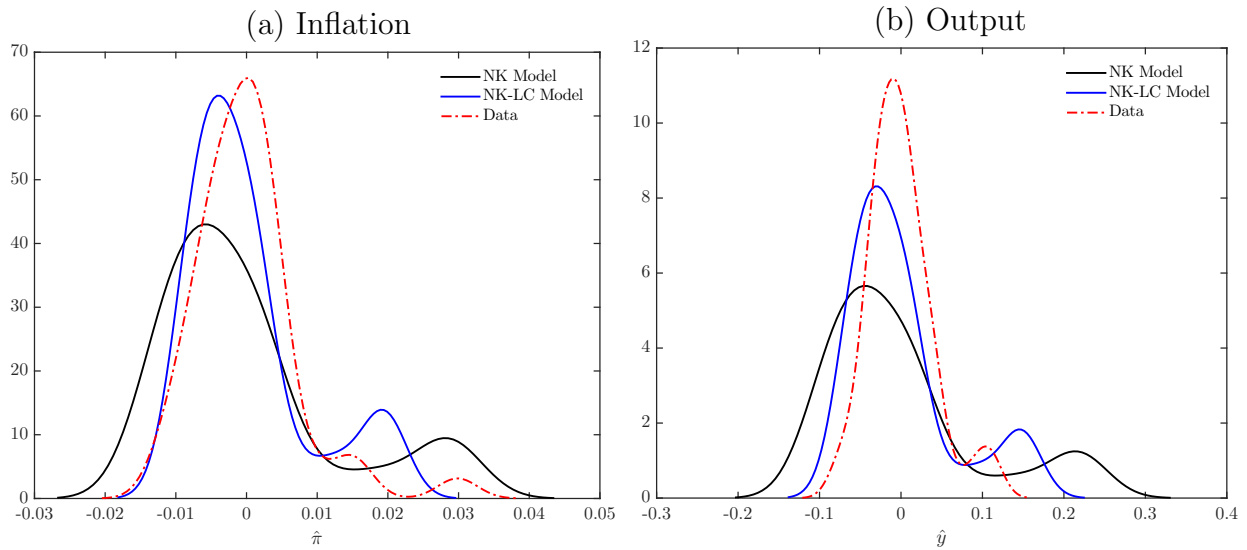 (a) Inflation
70
60
50
40
30
20
10
0
-0.03 -0.02 -0.01 0 0.01 0.02 0.03 0.04 0.05
π̂
NK Model
NK-LC Model
Data
(b) Output
12
10
8
6
4
2
0
-0.3 -0.2 -0.1 0 0.1 0.2 0.3 0.4
ŷ
NK Model
NK-LC Model
Data